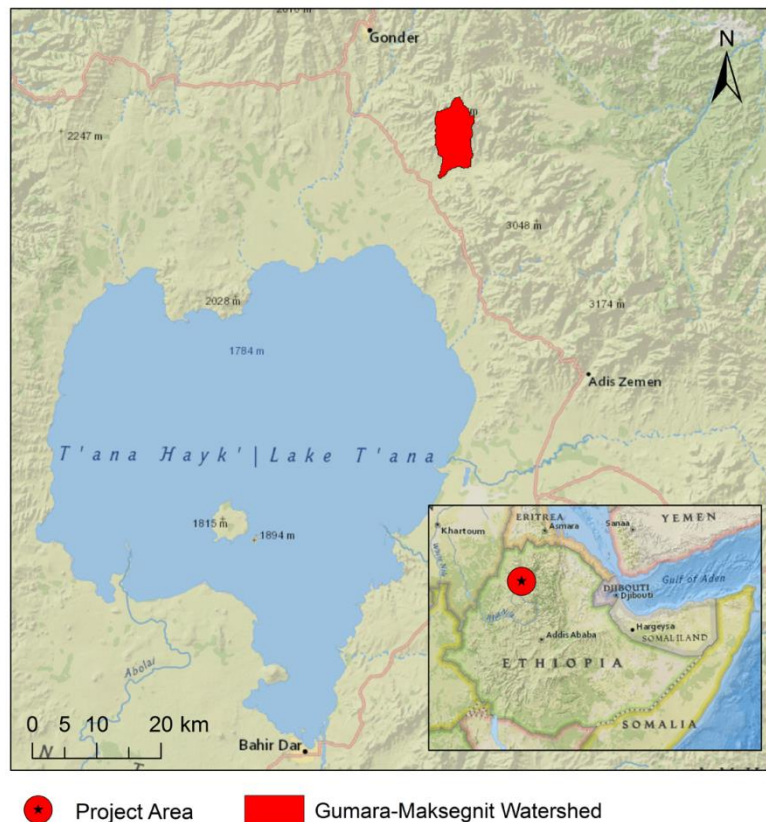 Gonder
N
2247 m
3048 m
2028 m
3174 m
1784 m
Adis Zemen
T'ana Hayk' | Lake T'ana
1815 m
1894 m
Abolai
0 5 10 20 km
Bahir Dar
ERITREA
Asmara
Sanaa
YEMEN
Khartoum
DJIBOUTI
Djibouti
Gulf of Aden
Hargeysa
SOMALILAND
Addis Ababa
ETHIOPIA
SOMALIA
Project Area
Gumara-Maksegnit Watershed